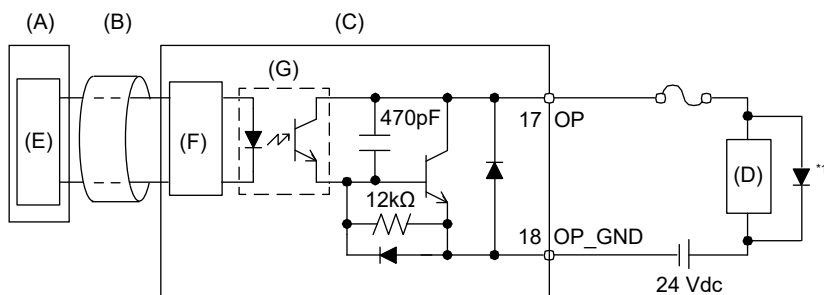 (A)
(B)
(C)
(G)
(E)
(F)
470pF
12kΩ
17 OP
18 OP_GND
(D)
*1
24 Vdc